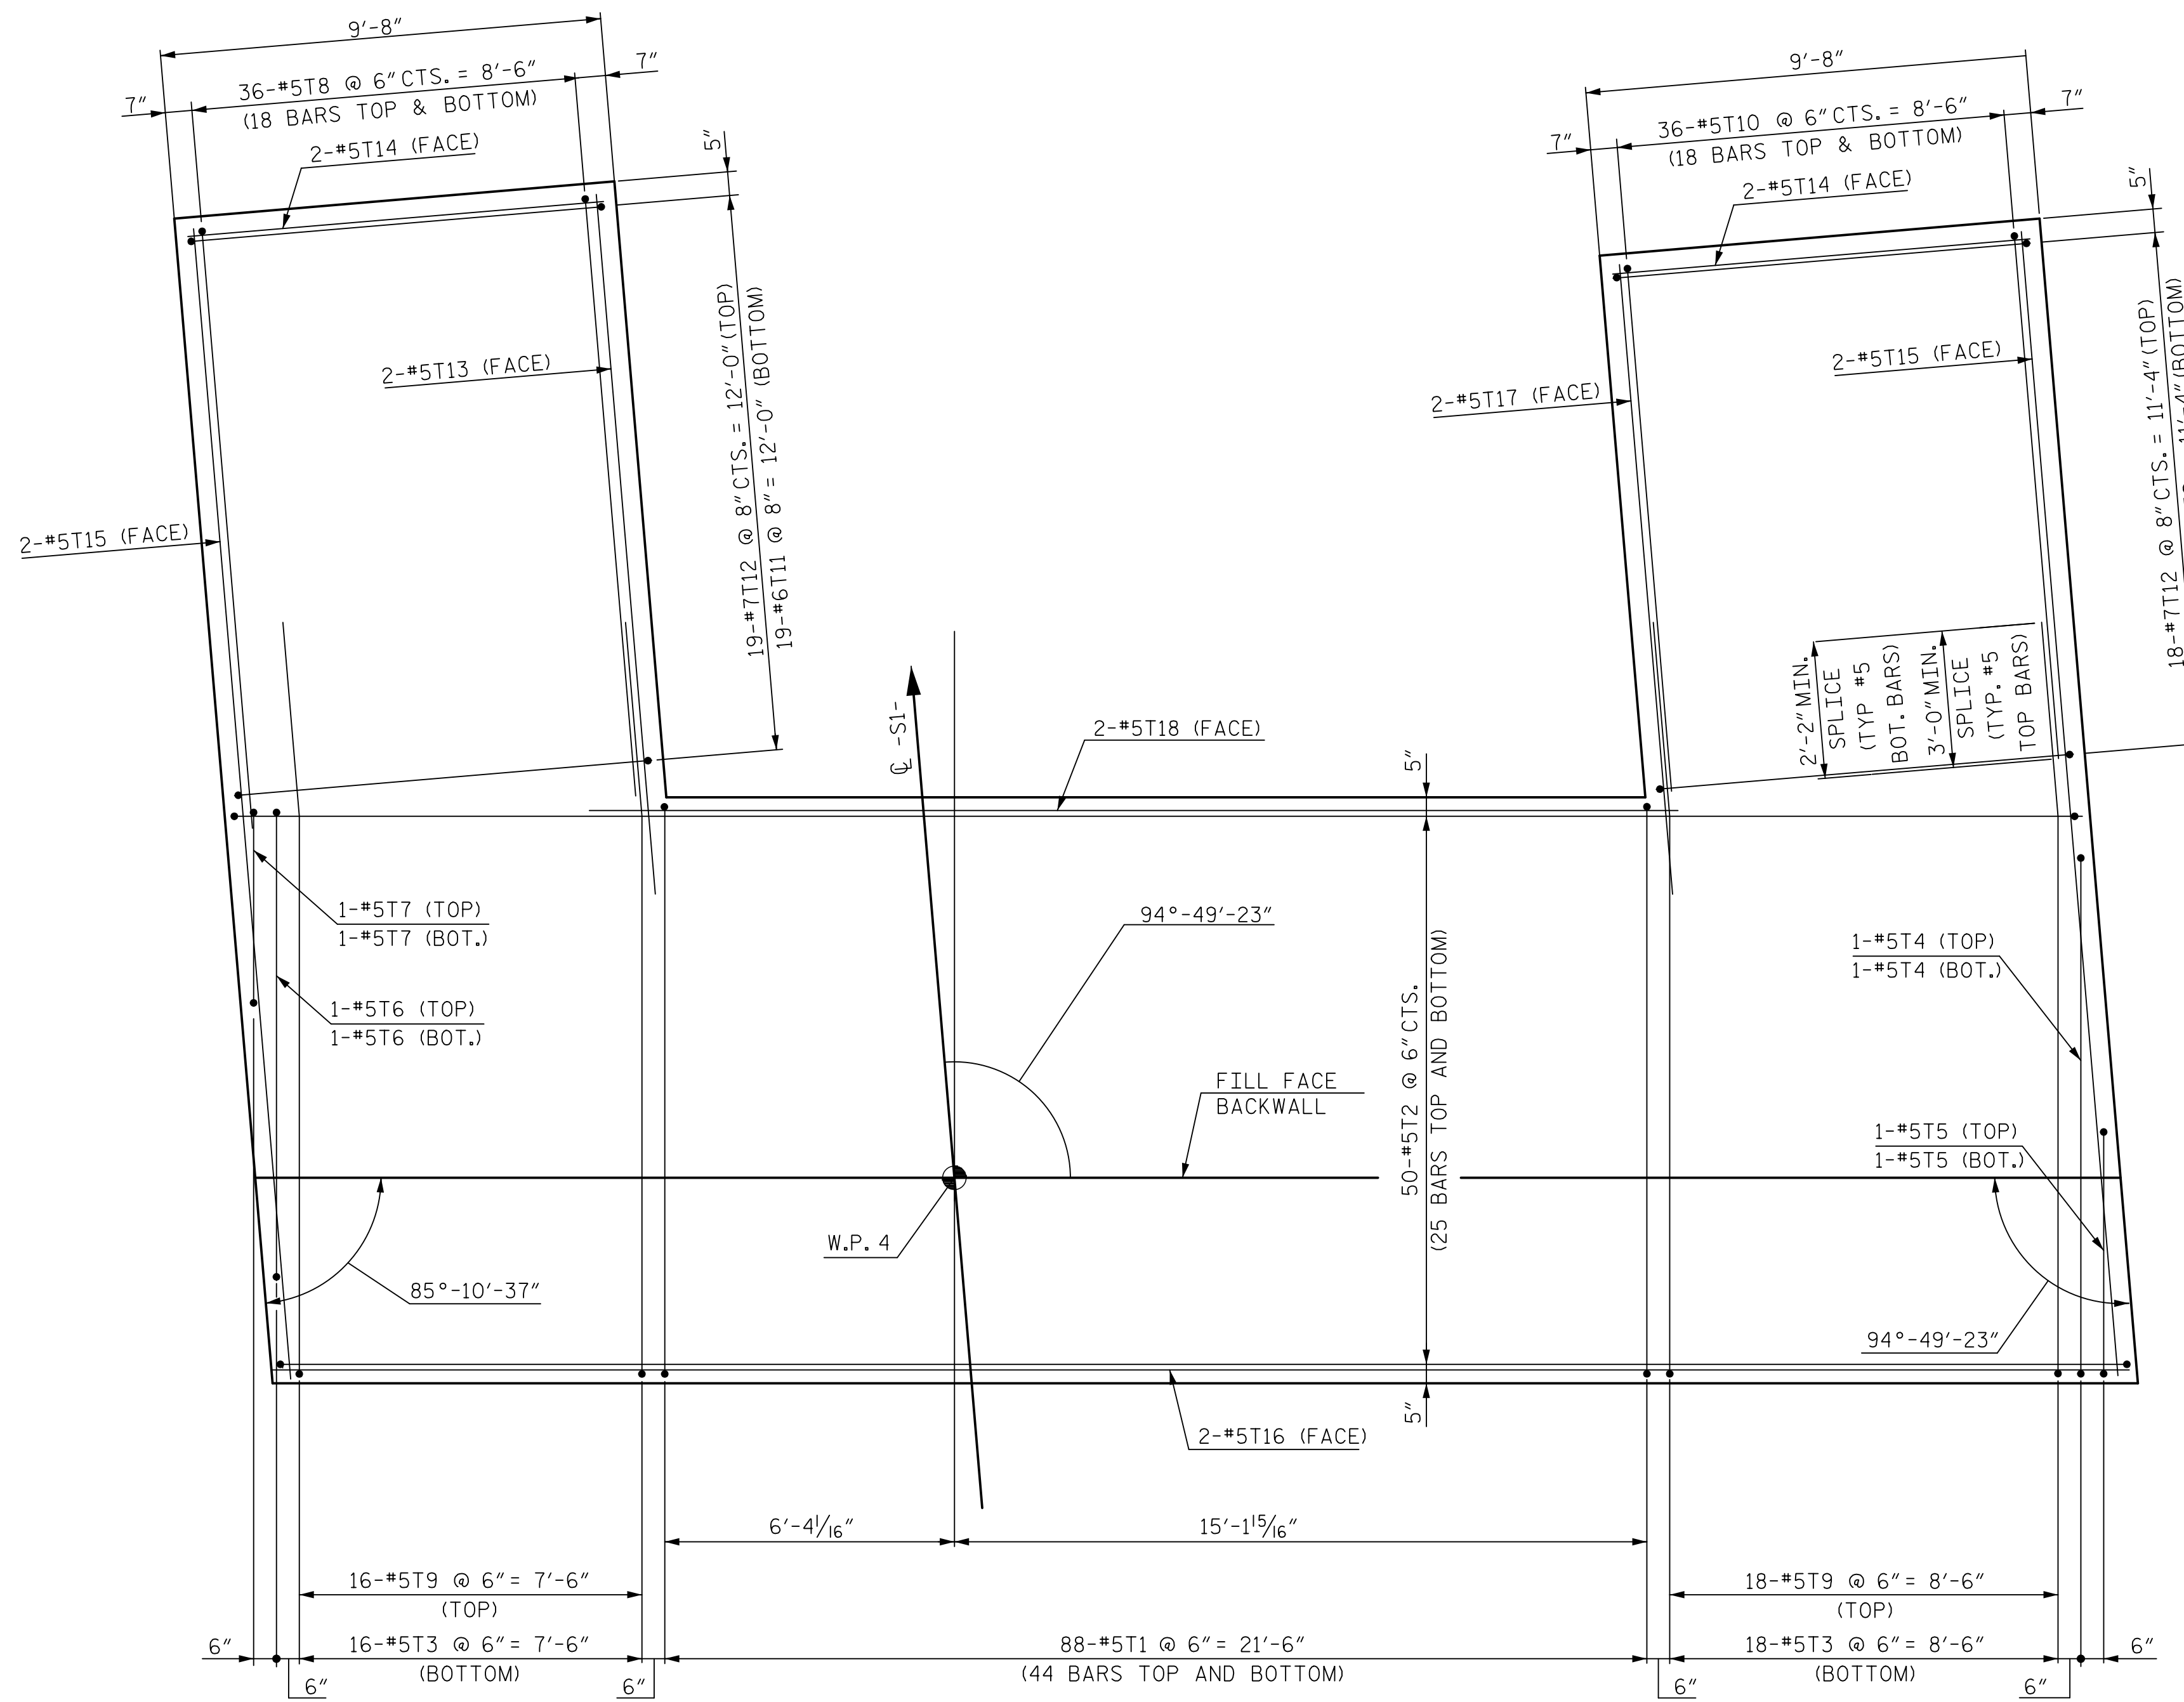 9'-8"
7"
36-#5T8 @ 6" CTS. = 8'-6"
(18 BARS TOP & BOTTOM)
7"
2-#5T14 (FACE)
5"
2-#5T13 (FACE)
19-#7T12 @ 8" CTS. = 12'-0" (TOP)
19-#6T11 @ 8" = 12'-0" (BOTTOM)
2-#5T15 (FACE)
9'-8"
7"
36-#5T10 @ 6" CTS. = 8'-6"
(18 BARS TOP & BOTTOM)
7"
2-#5T14 (FACE)
5"
2-#5T15 (FACE)
2-#5T17 (FACE)
18-#7T12 @ 8" CTS. = 11'-4" (TOP)
11'-4" (BOTTOM)
2'-2" MIN.
SPLICE
(TYP #5
BOT. BARS)
3'-0" MIN.
SPLICE
(TYP. #5
TOP BARS)
℄ -S1-
2-#5T18 (FACE)
5"
1-#5T7 (TOP)
1-#5T7 (BOT.)
94°-49'-23"
1-#5T4 (TOP)
1-#5T4 (BOT.)
1-#5T6 (TOP)
1-#5T6 (BOT.)
50-#5T2 @ 6" CTS.
(25 BARS TOP AND BOTTOM)
FILL FACE
BACKWALL
1-#5T5 (TOP)
1-#5T5 (BOT.)
W.P. 4
85°-10'-37"
94°-49'-23"
5"
2-#5T16 (FACE)
6'-4 1/16"
15'-1 15/16"
16-#5T9 @ 6" = 7'-6"
(TOP)
18-#5T9 @ 6" = 8'-6"
(TOP)
6"
16-#5T3 @ 6" = 7'-6"
(BOTTOM)
88-#5T1 @ 6" = 21'-6"
(44 BARS TOP AND BOTTOM)
18-#5T3 @ 6" = 8'-6"
(BOTTOM)
6"
6"
6"
6"
6"